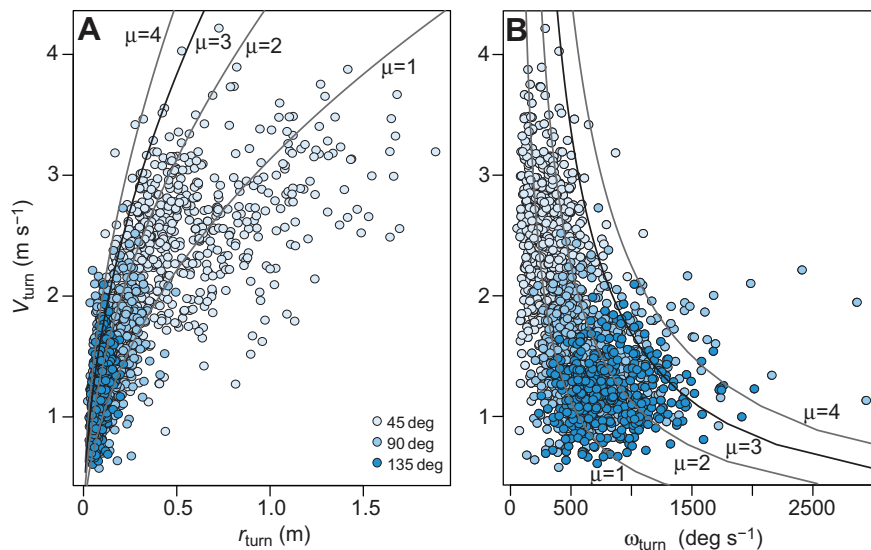 A
μ=4
μ=3
μ=2
μ=1
4
3
2
1
V_turn (m s⁻¹)
45 deg
90 deg
135 deg
0 0.5 1.0 1.5
r_turn (m)
B
4
3
2
1
μ=4
μ=3
μ=2
μ=1
0 500 1500 2500
ω_turn (deg s⁻¹)